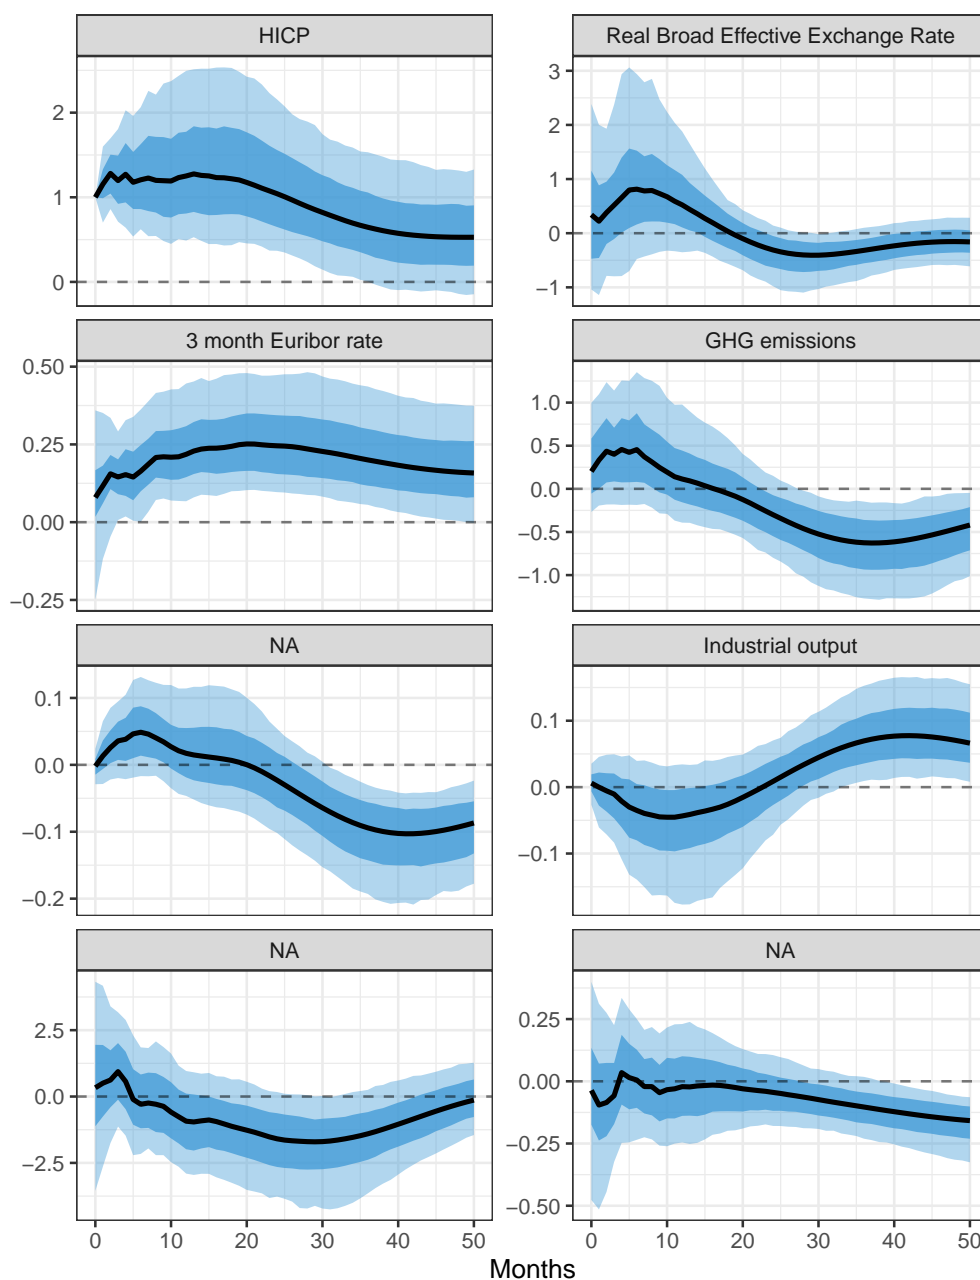 HICP
Real Broad Effective Exchange Rate
2
1
0
3
2
1
0
−1
3 month Euribor rate
GHG emissions
0.50
0.25
0.00
−0.25
1.0
0.5
0.0
−0.5
−1.0
NA
Industrial output
0.1
0.0
−0.1
−0.2
0.1
0.0
−0.1
NA
NA
2.5
0.0
−2.5
0.25
0.00
−0.25
−0.50
0 10 20 30 40 50
0 10 20 30 40 50
Months